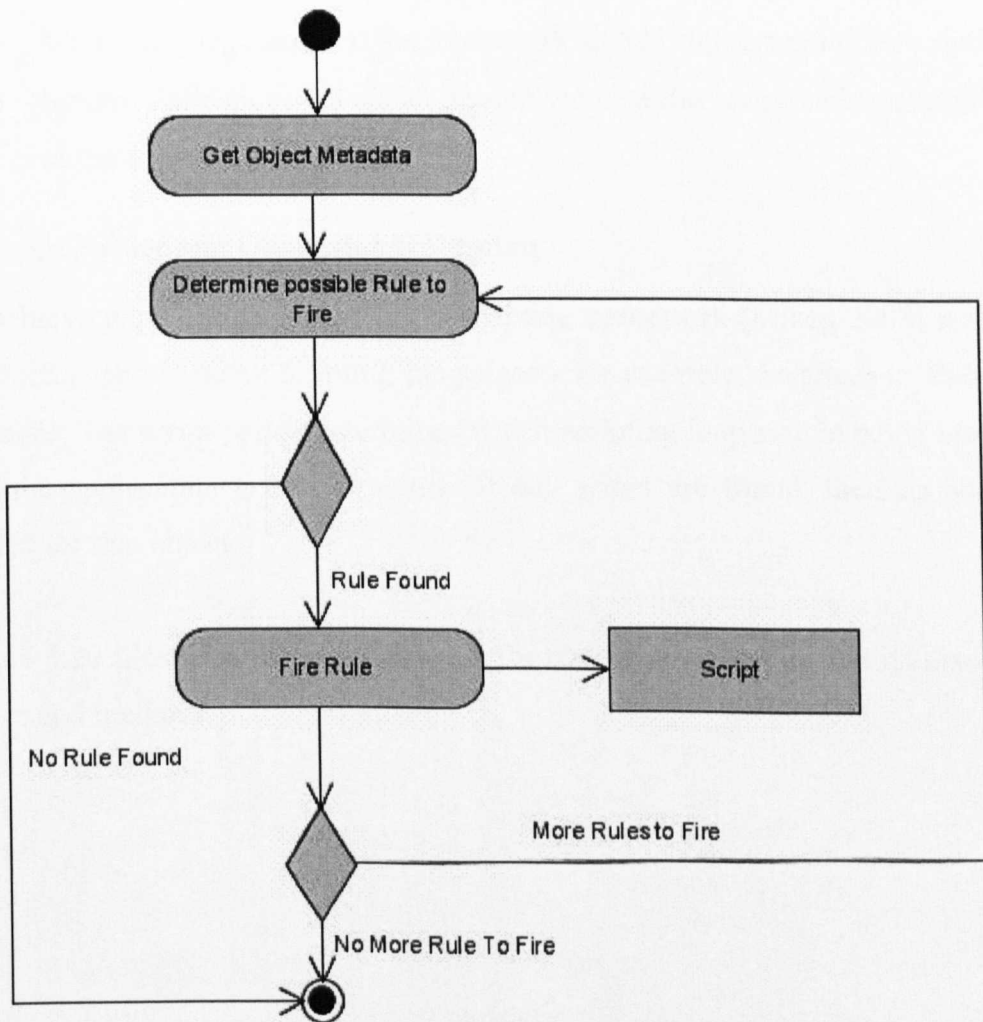 Get Object Metadata
Determine possible Rule to
Fire
Rule Found
Fire Rule
Script
No Rule Found
More Rules to Fire
No More Rule To Fire